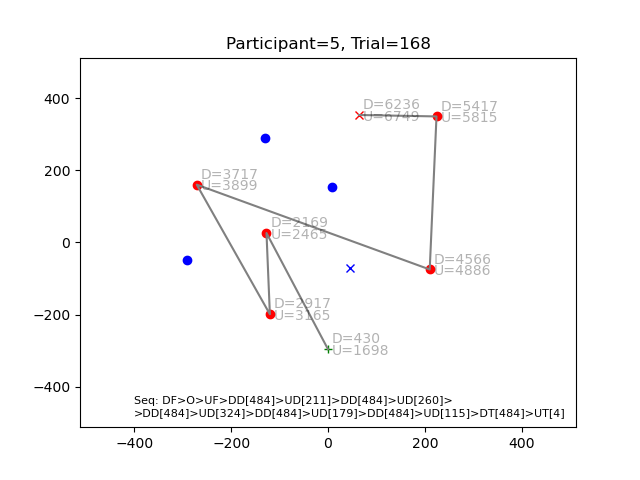 Participant=5, Trial=168
400
200
0
−200
−400
D=6236
U=6749
D=5417
U=5815
D=3717
U=3899
D=2169
U=2465
D=4566
U=4886
D=2917
U=3165
D=430
U=1698
Seq: DF>O>UF>DD[484]>UD[211]>DD[484]>UD[260]>
>DD[484]>UD[324]>DD[484]>UD[179]>DD[484]>UD[115]>DT[484]>UT[4]
−400 −200 0 200 400